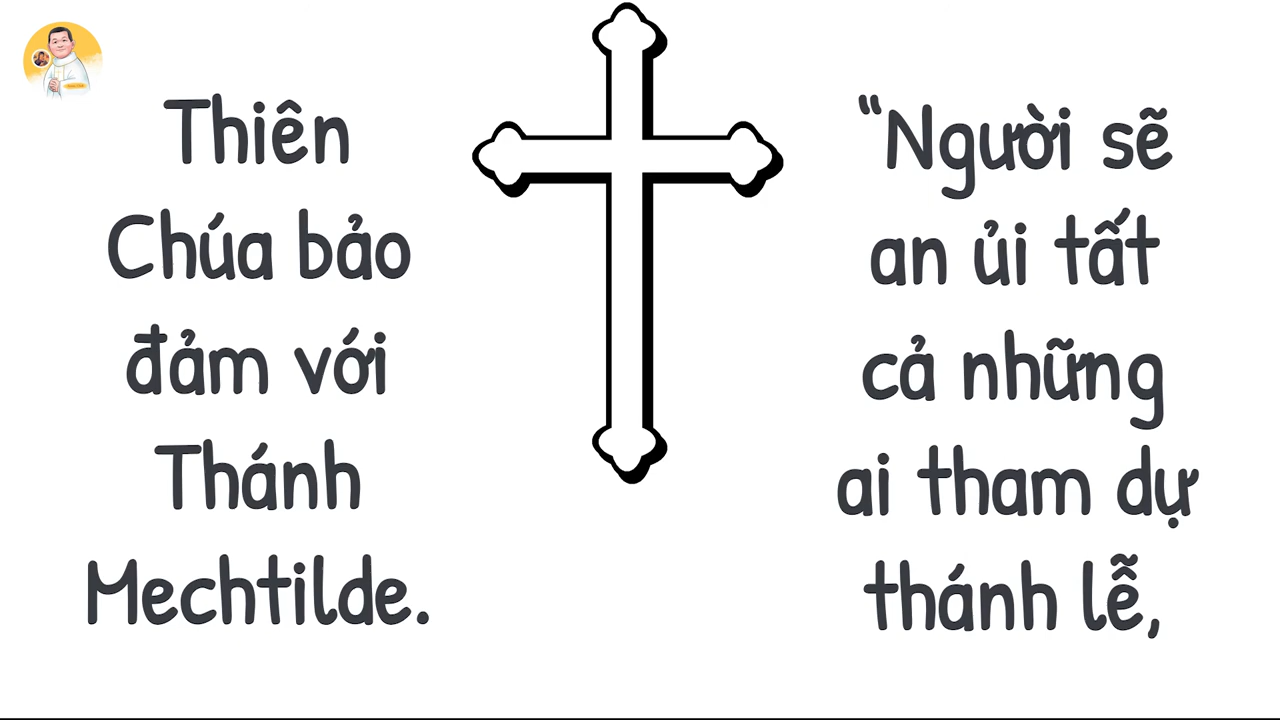 Thiên
Chúa bảo
đảm với
Thánh
Mechtilde.
“Người sẽ
an ủi tất
cả những
ai tham dự
thánh lễ,